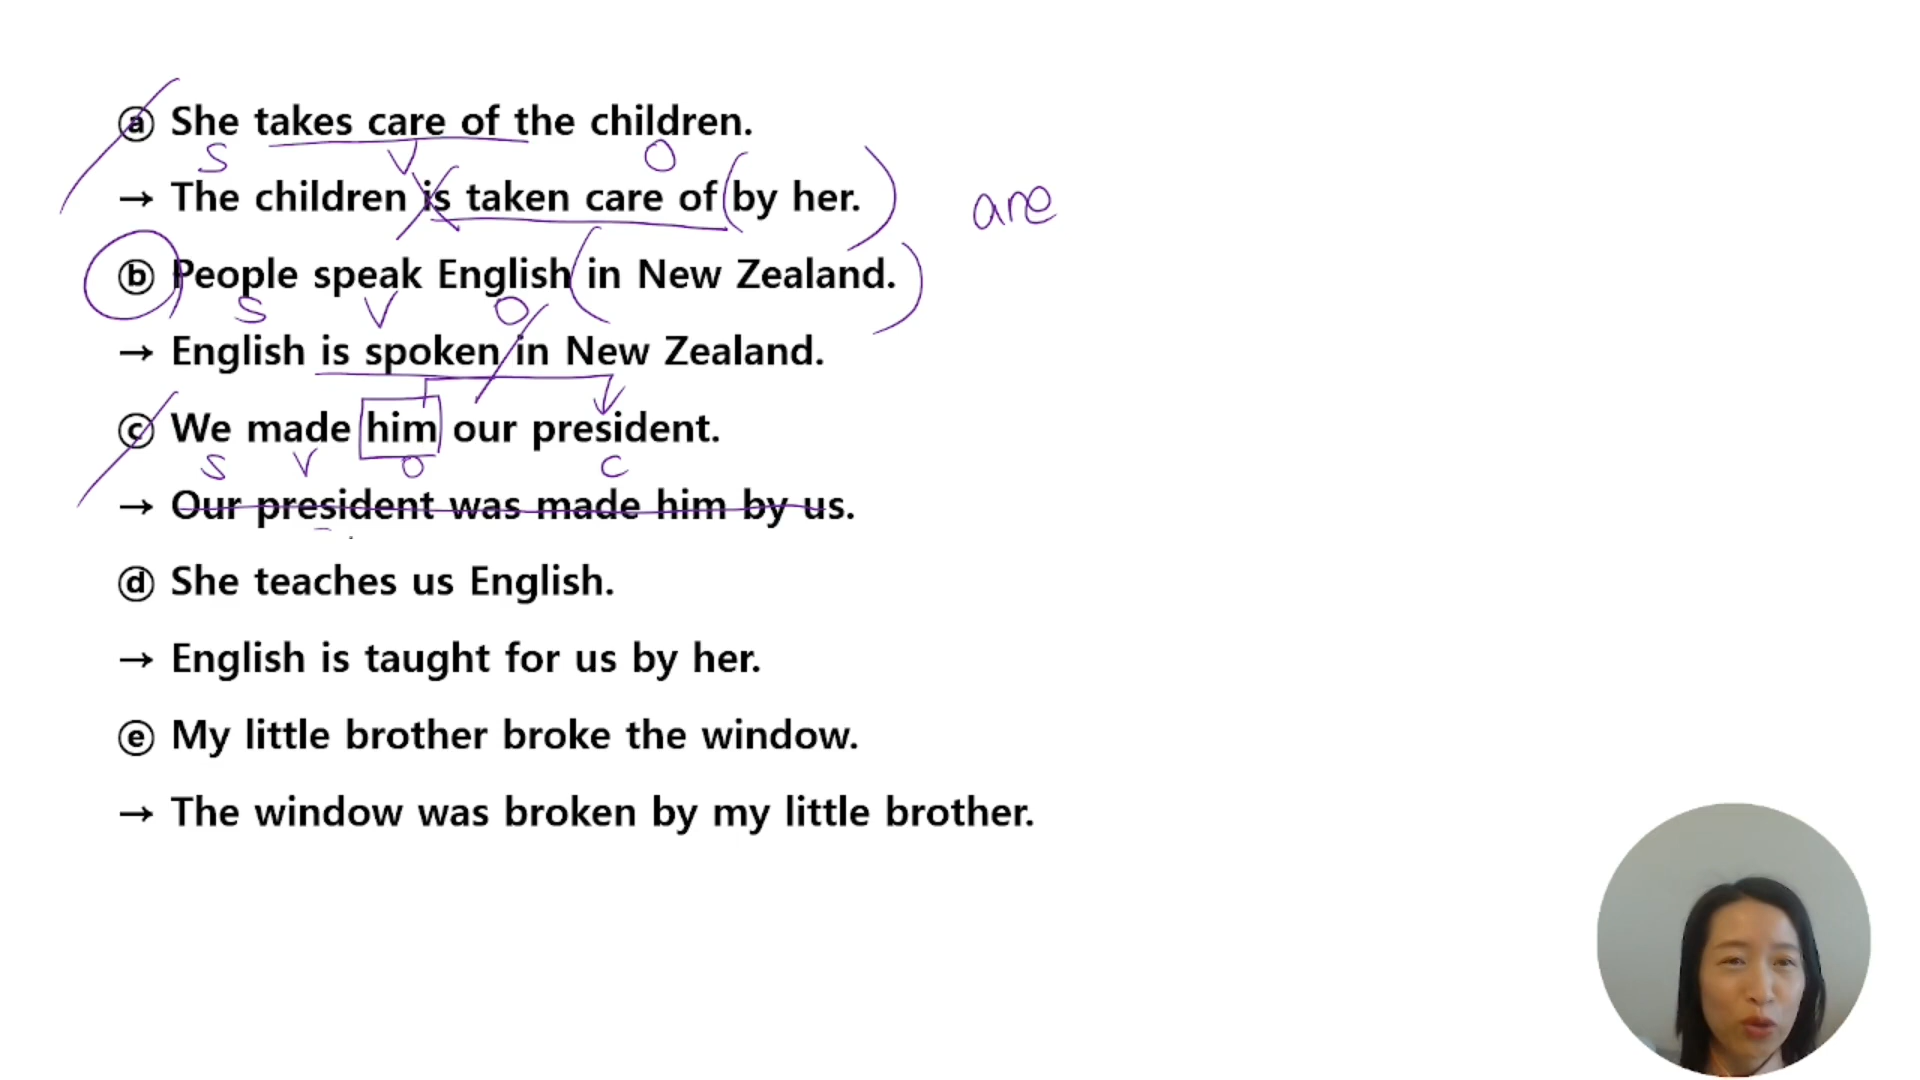 ⓐ She takes care of the children.
S V O
→ The children is taken care of by her. are
ⓑ People speak English in New Zealand.
S V O
→ English is spoken in New Zealand.
ⓒ We made him our president.
S V O C
→ Our president was made him by us.
ⓓ She teaches us English.
→ English is taught for us by her.
ⓔ My little brother broke the window.
→ The window was broken by my little brother.